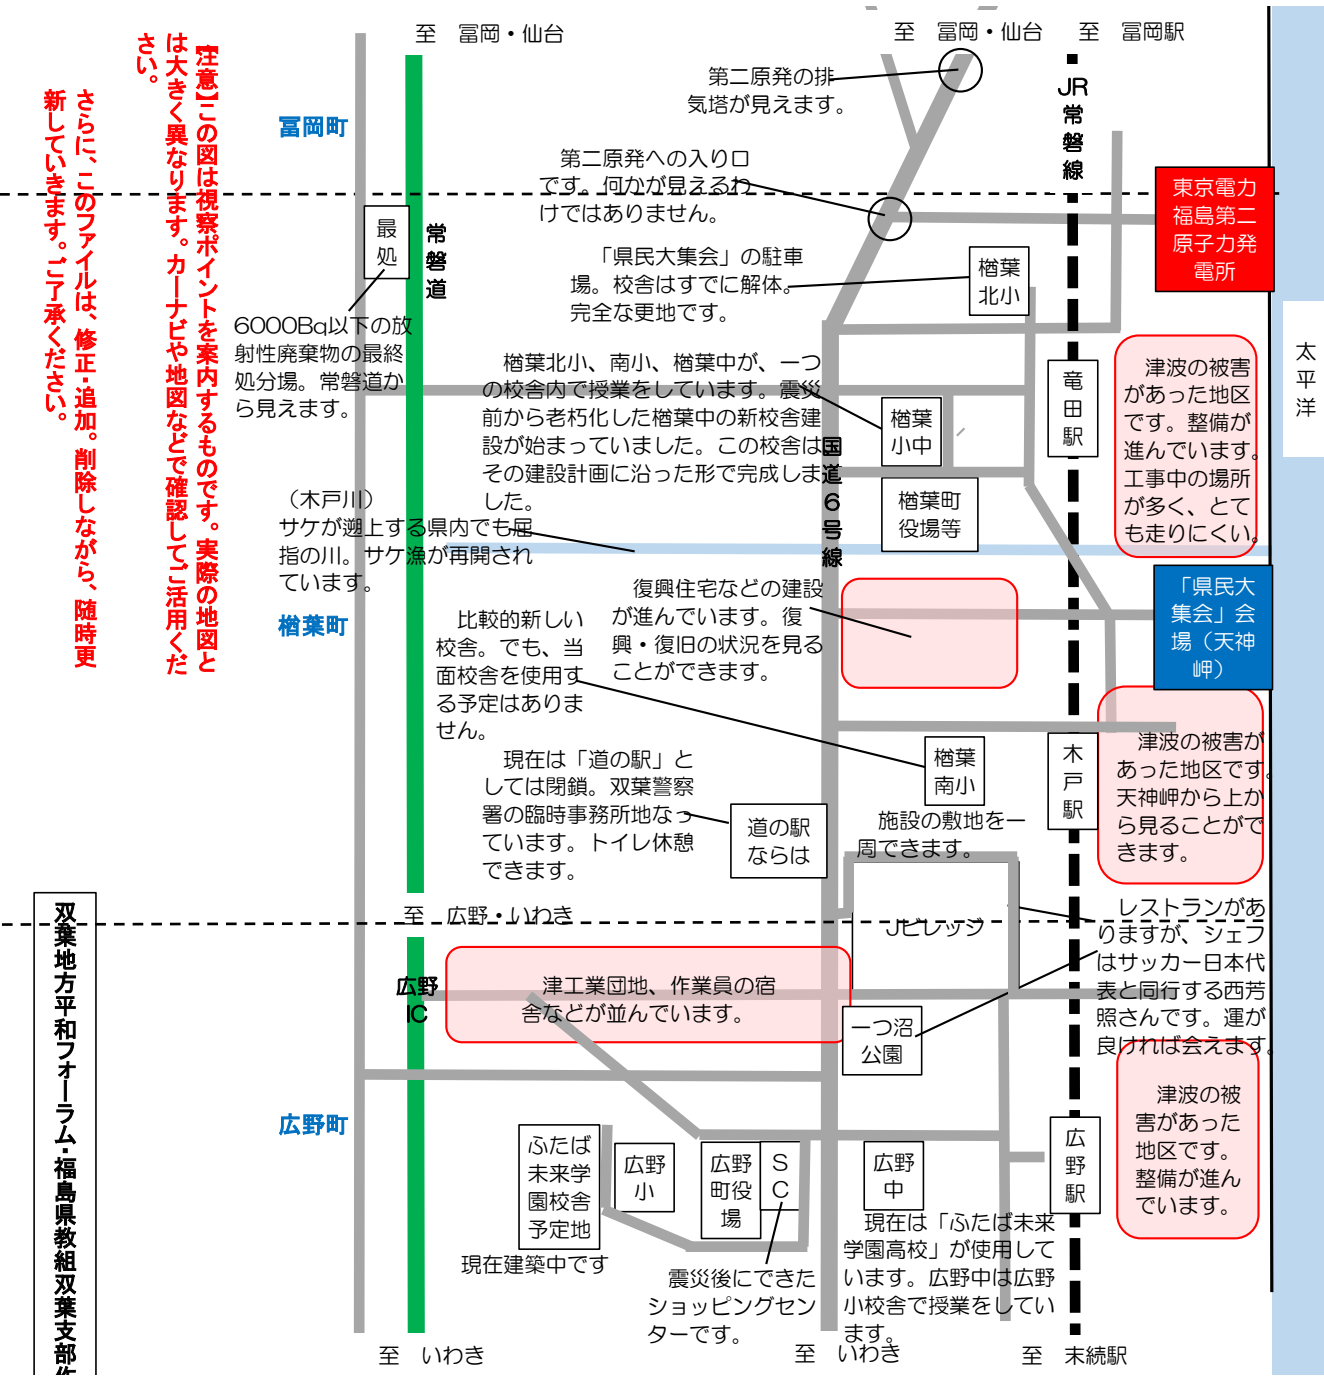 至　富岡・仙台
至　富岡・仙台
至　富岡駅
【注意】この図は視察ポイントを案内するものです。実際の地図と
は大きく異なります。カーナビや地図などで確認してご活用くだ
さい。
さらに、このファイルは、修正・追加。削除しながら、随時更
新していきます。ご了承ください。
富岡町
第二原発の排
気塔が見えます。
JR常磐線
第二原発への入り口
です。何かが見えるわ
けではありません。
東京電力
福島第二
原子力発
電所
最
処
常磐道
「県民大集会」の駐車
場。校舎はすでに解体。
完全な更地です。
楢葉
北小
6000Bq以下の放
射性廃棄物の最終
処分場。常磐道か
ら見えます。
太平洋
楢葉北小、南小、楢葉中が、一つ
の校舎内で授業をしています。震災
前から老朽化した楢葉中の新校舎建
設が始まっていました。この校舎は
その建設計画に沿った形で完成しま
した。
楢葉
小中
竜田駅
津波の被害
があった地区
です。整備が
進んでいます。
工事中の場所
が多く、とて
も走りにくい。
国道6号線
楢葉町
役場等
（木戸川）
サケが遡上する県内でも屈
指の川。サケ漁が再開され
ています。
楢葉町
復興住宅などの建設
が進んでいます。復
興・復旧の状況を見る
ことができます。
「県民大
集会」会
場（天神
岬）
比較的新しい
校舎。でも、当
面校舎を使用す
る予定はありま
せん。
楢葉
南小
木戸駅
津波の被害が
あった地区です。
天神岬から上か
ら見ることがで
きます。
現在は「道の駅」と
しては閉鎖。双葉警察
署の臨時事務所地なっ
ています。トイレ休憩
できます。
道の駅
ならは
施設の敷地を一
周できます。
至　広野・いわき
Jビレッジ
レストランがあ
りますが、シェフ
はサッカー日本代
表と同行する西芳
照さんです。運が
良ければ会えます。
広野
IC
津工業団地、作業員の宿
舎などが並んでいます。
一つ沼
公園
広野町
ふたば
未来学
園校舎
予定地
現在建築中です
広野
小
広野
町役
場
S
C
広野
中
広野駅
津波の被
害があった
地区です。
整備が進ん
でいます。
震災後にできた
ショッピングセン
ターです。
現在は「ふたば未来
学園高校」が使用して
います。広野中は広野
小校舎で授業をしてい
ます。
至　いわき
至　いわき
至　末続駅
双葉地方平和フォーラム・福島県教組双葉支部作